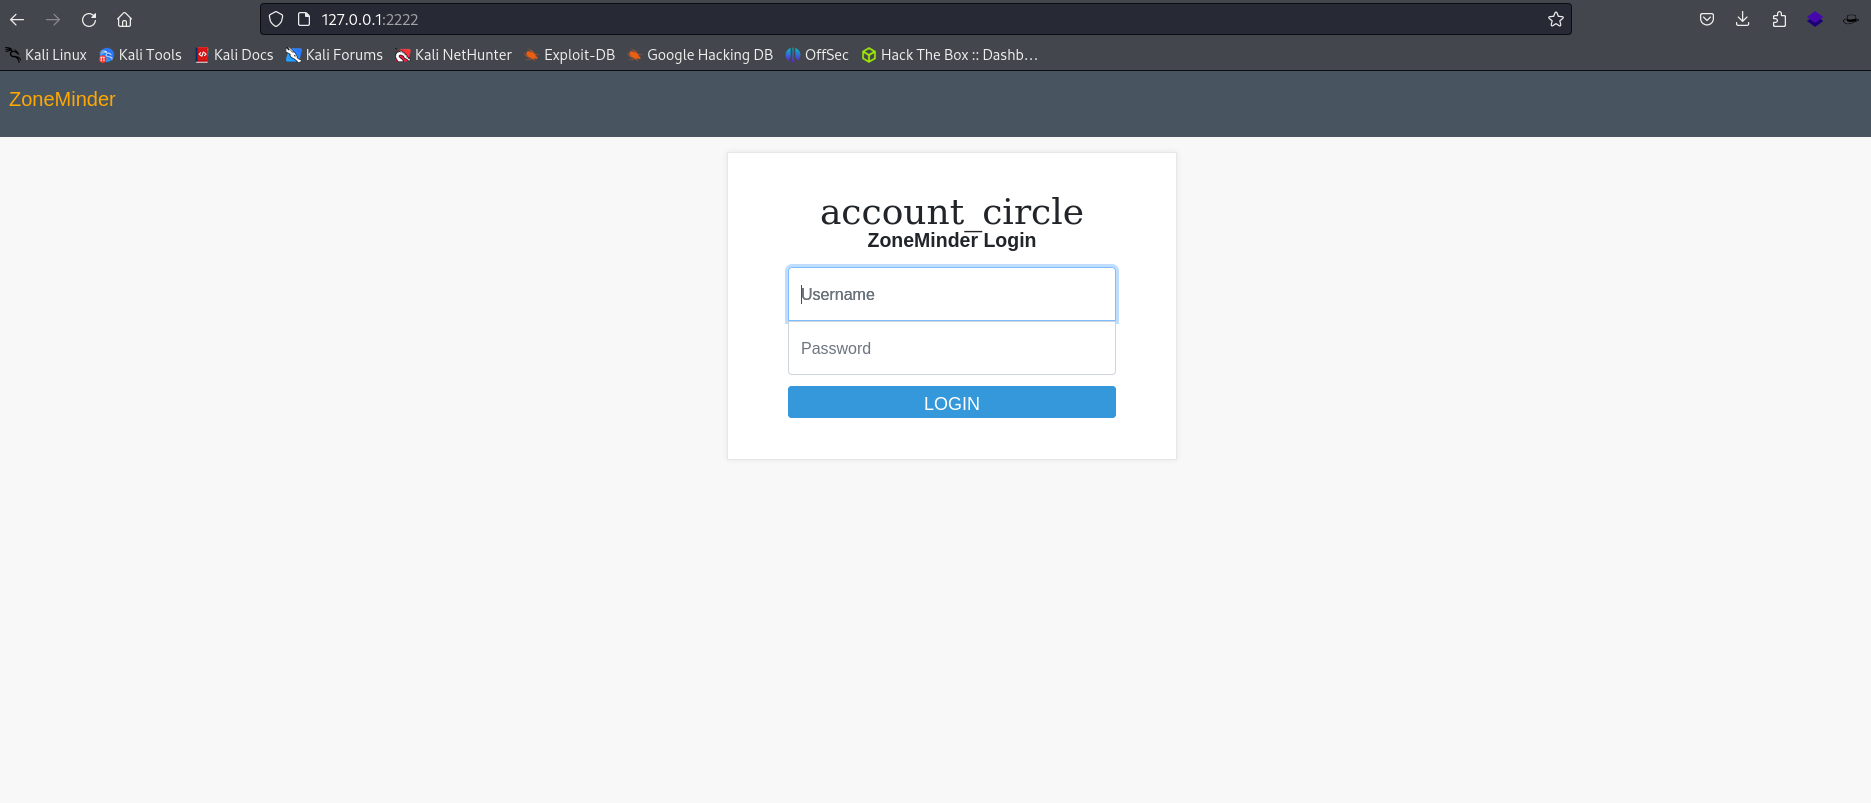 127.0.0.1:2222
Kali Linux Kali Tools Kali Docs Kali Forums Kali NetHunter Exploit-DB Google Hacking DB OffSec Hack The Box :: Dashb…
ZoneMinder
account_circle
ZoneMinder Login
Username
Password
LOGIN